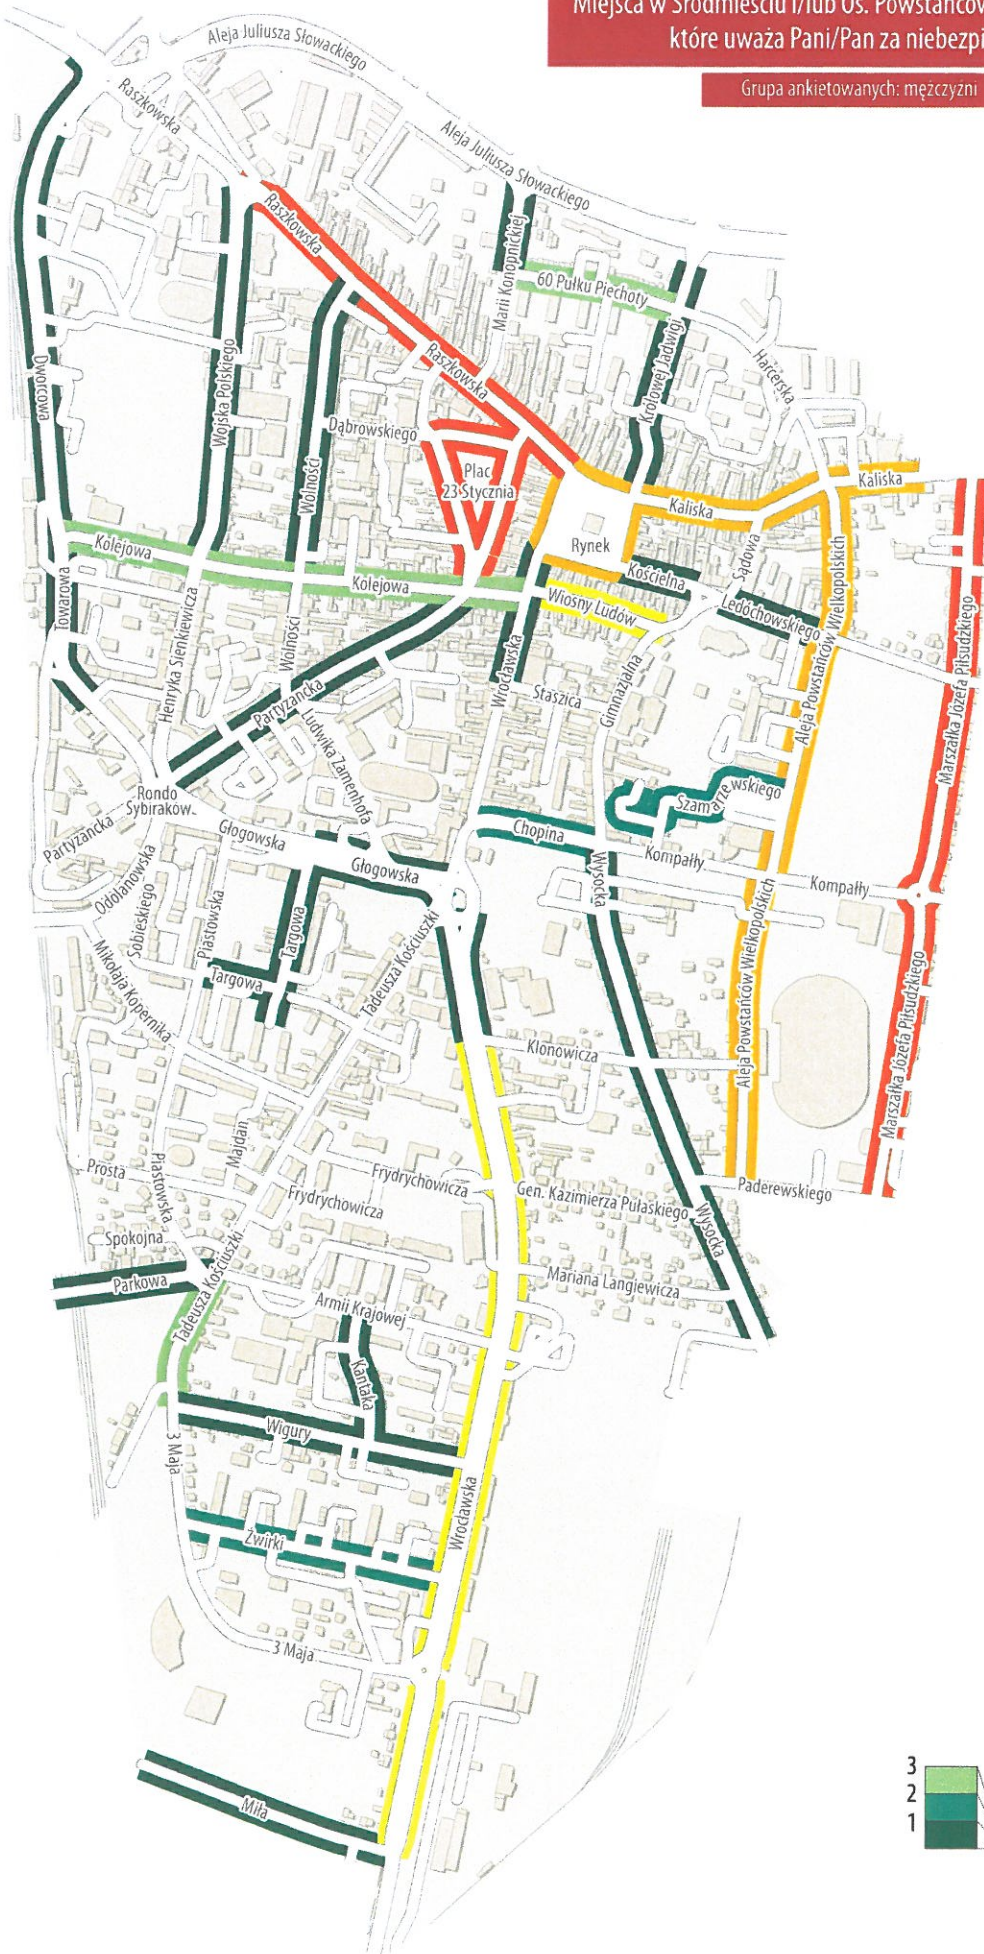 Miejsca w Śródmieściu i/lub Os. Powstańców
które uważa Pani/Pan za niebezpi
Grupa ankietowanych: mężczyźni
Aleja Juliusza Słowackiego
Raszkowska
Aleja Juliusza Słowackiego
Raszkowska
Marii Konopnickiej
60 Pułku Piechoty
Królowej Jadwigi
Harcerska
Raszkowska
Dworcowa
Wojska Polskiego
Dąbrowskiego
Wolności
Plac
23 Stycznia
Kaliska
Kaliska
Rynek
Sądowa
Kolejowa
Kolejowa
Kościelna
Ledóchowskiego
Wiosny Ludów
Towarowa
Henryka Sienkiewicza
Wolności
Aleja Powstańców Wielkopolskich
Marszałka Józefa Piłsudzkiego
Wrocławska
Staszica
Gimnazjalna
Partyzancka
Ludwika Zamenhofa
Rondo
Sybiraków
Szamarzewskiego
Partyzancka
Głogowska
Chopina
Kompałły
Głogowska
Wysocka
Kompałły
Odolanowska
Sobieskiego
Piastowska
Targowa
Targowa
Mikołaja Kopernika
Tadeusza Kościuszki
Aleja Powstańców Wielkopolskich
Marszałka Józefa Piłsudzkiego
Klonowicza
Majdan
Prosta
Piastowska
Frydrychowicza
Frydrychowicza
Gen. Kazimierza Pułaskiego
Paderewskiego
Wysocka
Spokojna
Parkowa
Tadeusza Kościuszki
Mariana Langiewicza
Armii Krajowej
Kantaka
Wigury
3 Maja
Wrocławska
Żwirki
3 Maja
Miła
3
2
1